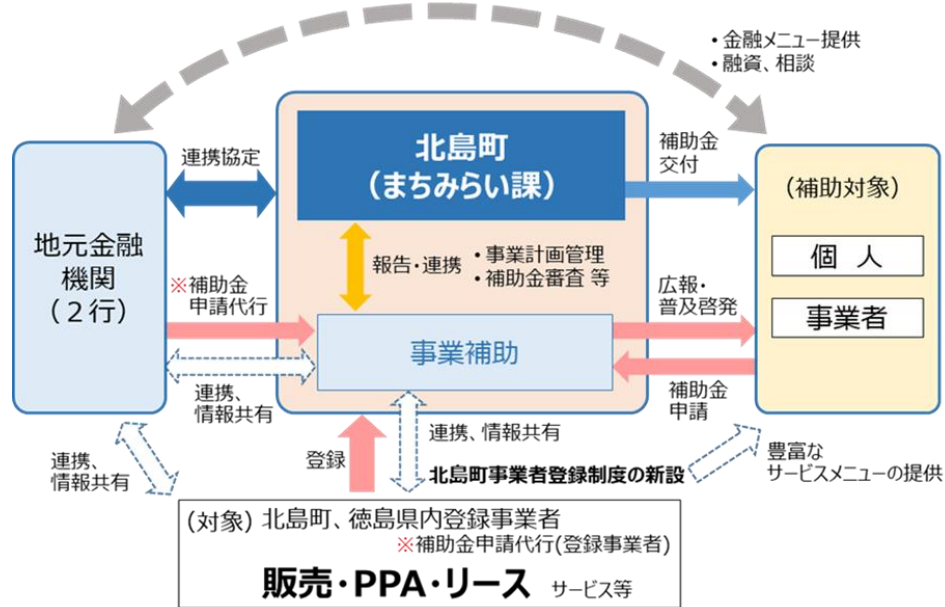 ・金融メニュー提供
・融資、相談
連携協定
北島町
(まちみらい課)
補助金
交付
地元金融
機関
(2行)
※補助金
申請代行
報告・連携
・事業計画管理
・補助金審査 等
広報・
普及啓発
(補助対象)
個 人
事業者
事業補助
連携、
情報共有
補助金
申請
連携、
情報共有
登録
連携、情報共有
北島町事業者登録制度の新設
豊富な
サービスメニューの提供
(対象) 北島町、徳島県内登録事業者
※補助金申請代行(登録事業者)
販売・PPA・リース サービス等